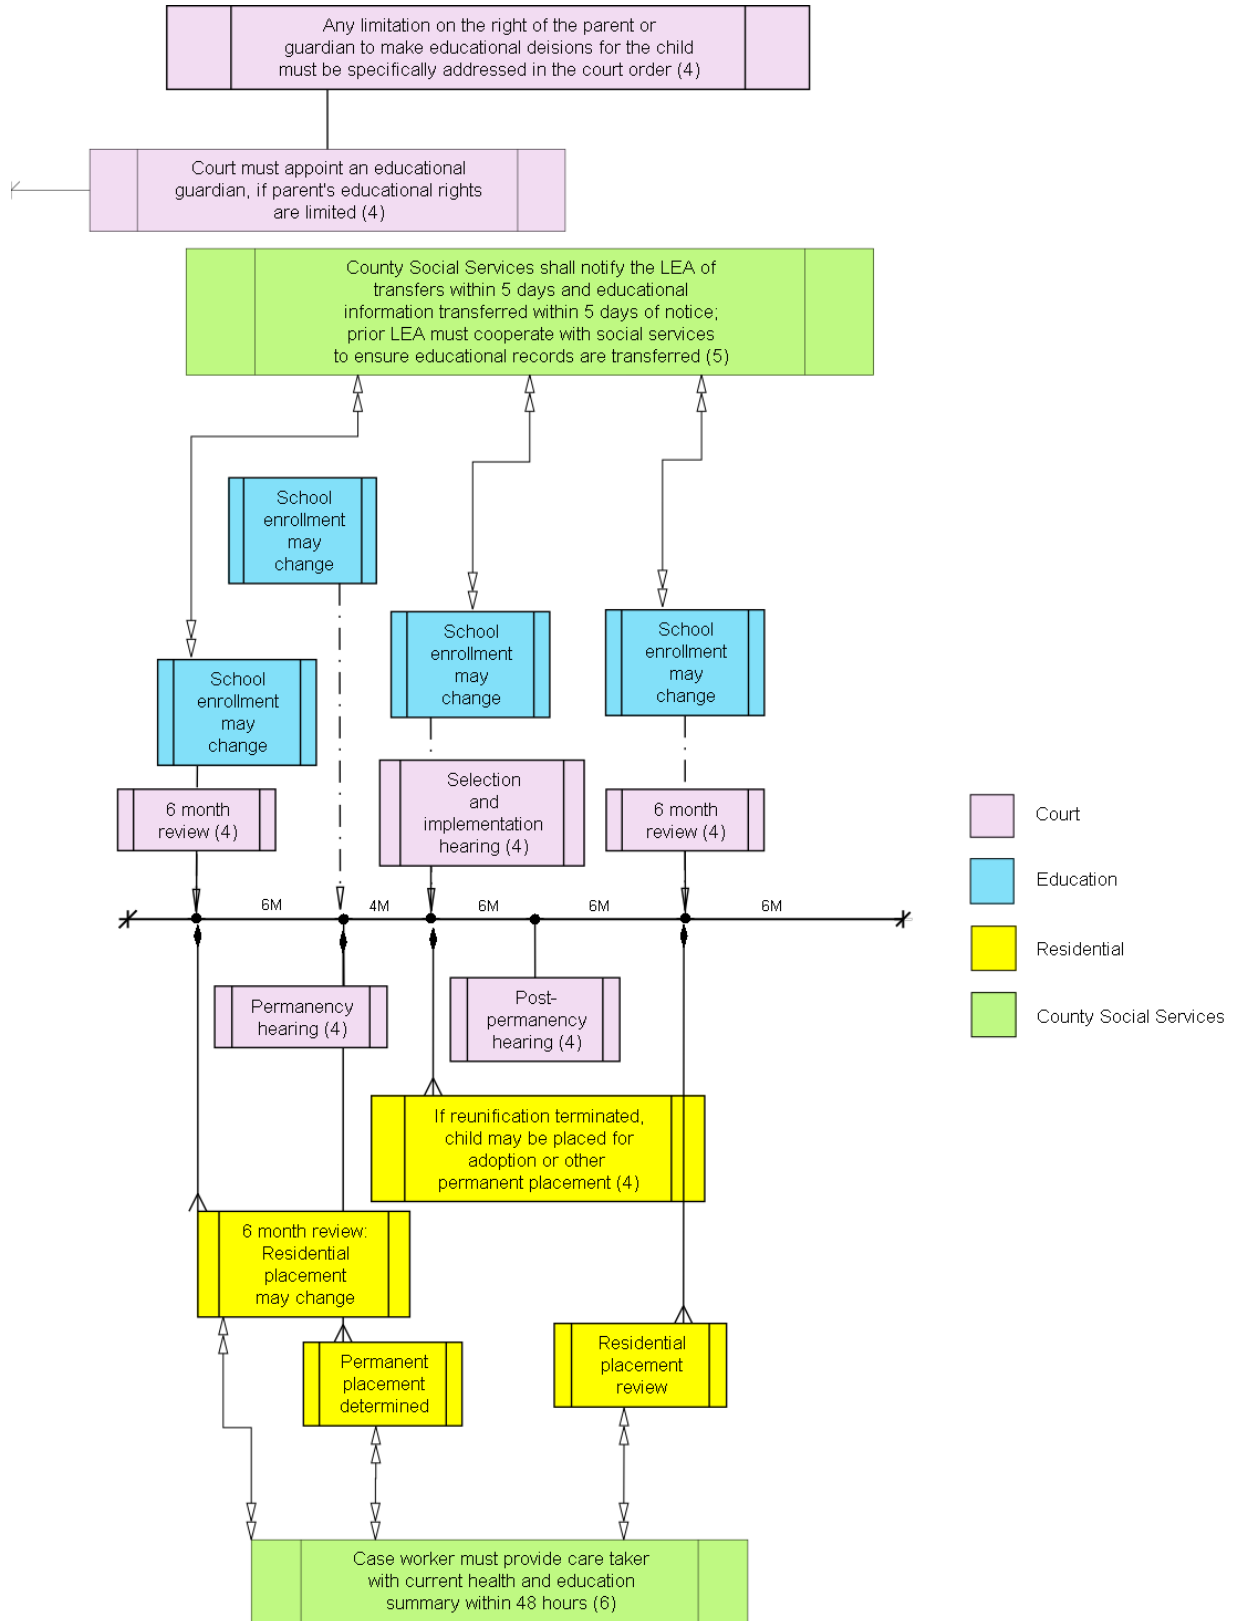 Any limitation on the right of the parent or
guardian to make educational deisions for the child
must be specifically addressed in the court order (4)
Court must appoint an educational
guardian, if parent's educational rights
are limited (4)
County Social Services shall notify the LEA of
transfers within 5 days and educational
information transferred within 5 days of notice;
prior LEA must cooperate with social services
to ensure educational records are transferred (5)
School
enrollment
may
change
School
enrollment
may
change
School
enrollment
may
change
School
enrollment
may
change
6 month
review (4)
Selection
and
implementation
hearing (4)
6 month
review (4)
Court
Education
Residential
County Social Services
6M
4M
6M
6M
6M
Permanency
hearing (4)
Post-
permanency
hearing (4)
If reunification terminated,
child may be placed for
adoption or other
permanent placement (4)
6 month review:
Residential
placement
may change
Permanent
placement
determined
Residential
placement
review
Case worker must provide care taker
with current health and education
summary within 48 hours (6)